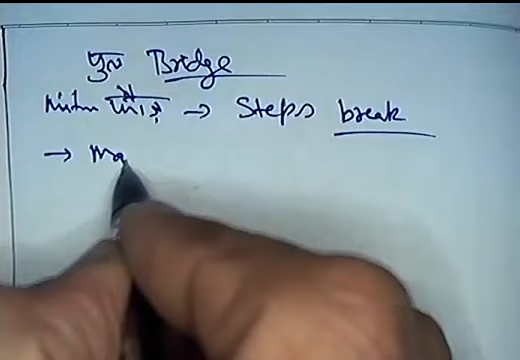 पुल Bridge
→ Steps break
→ Ma